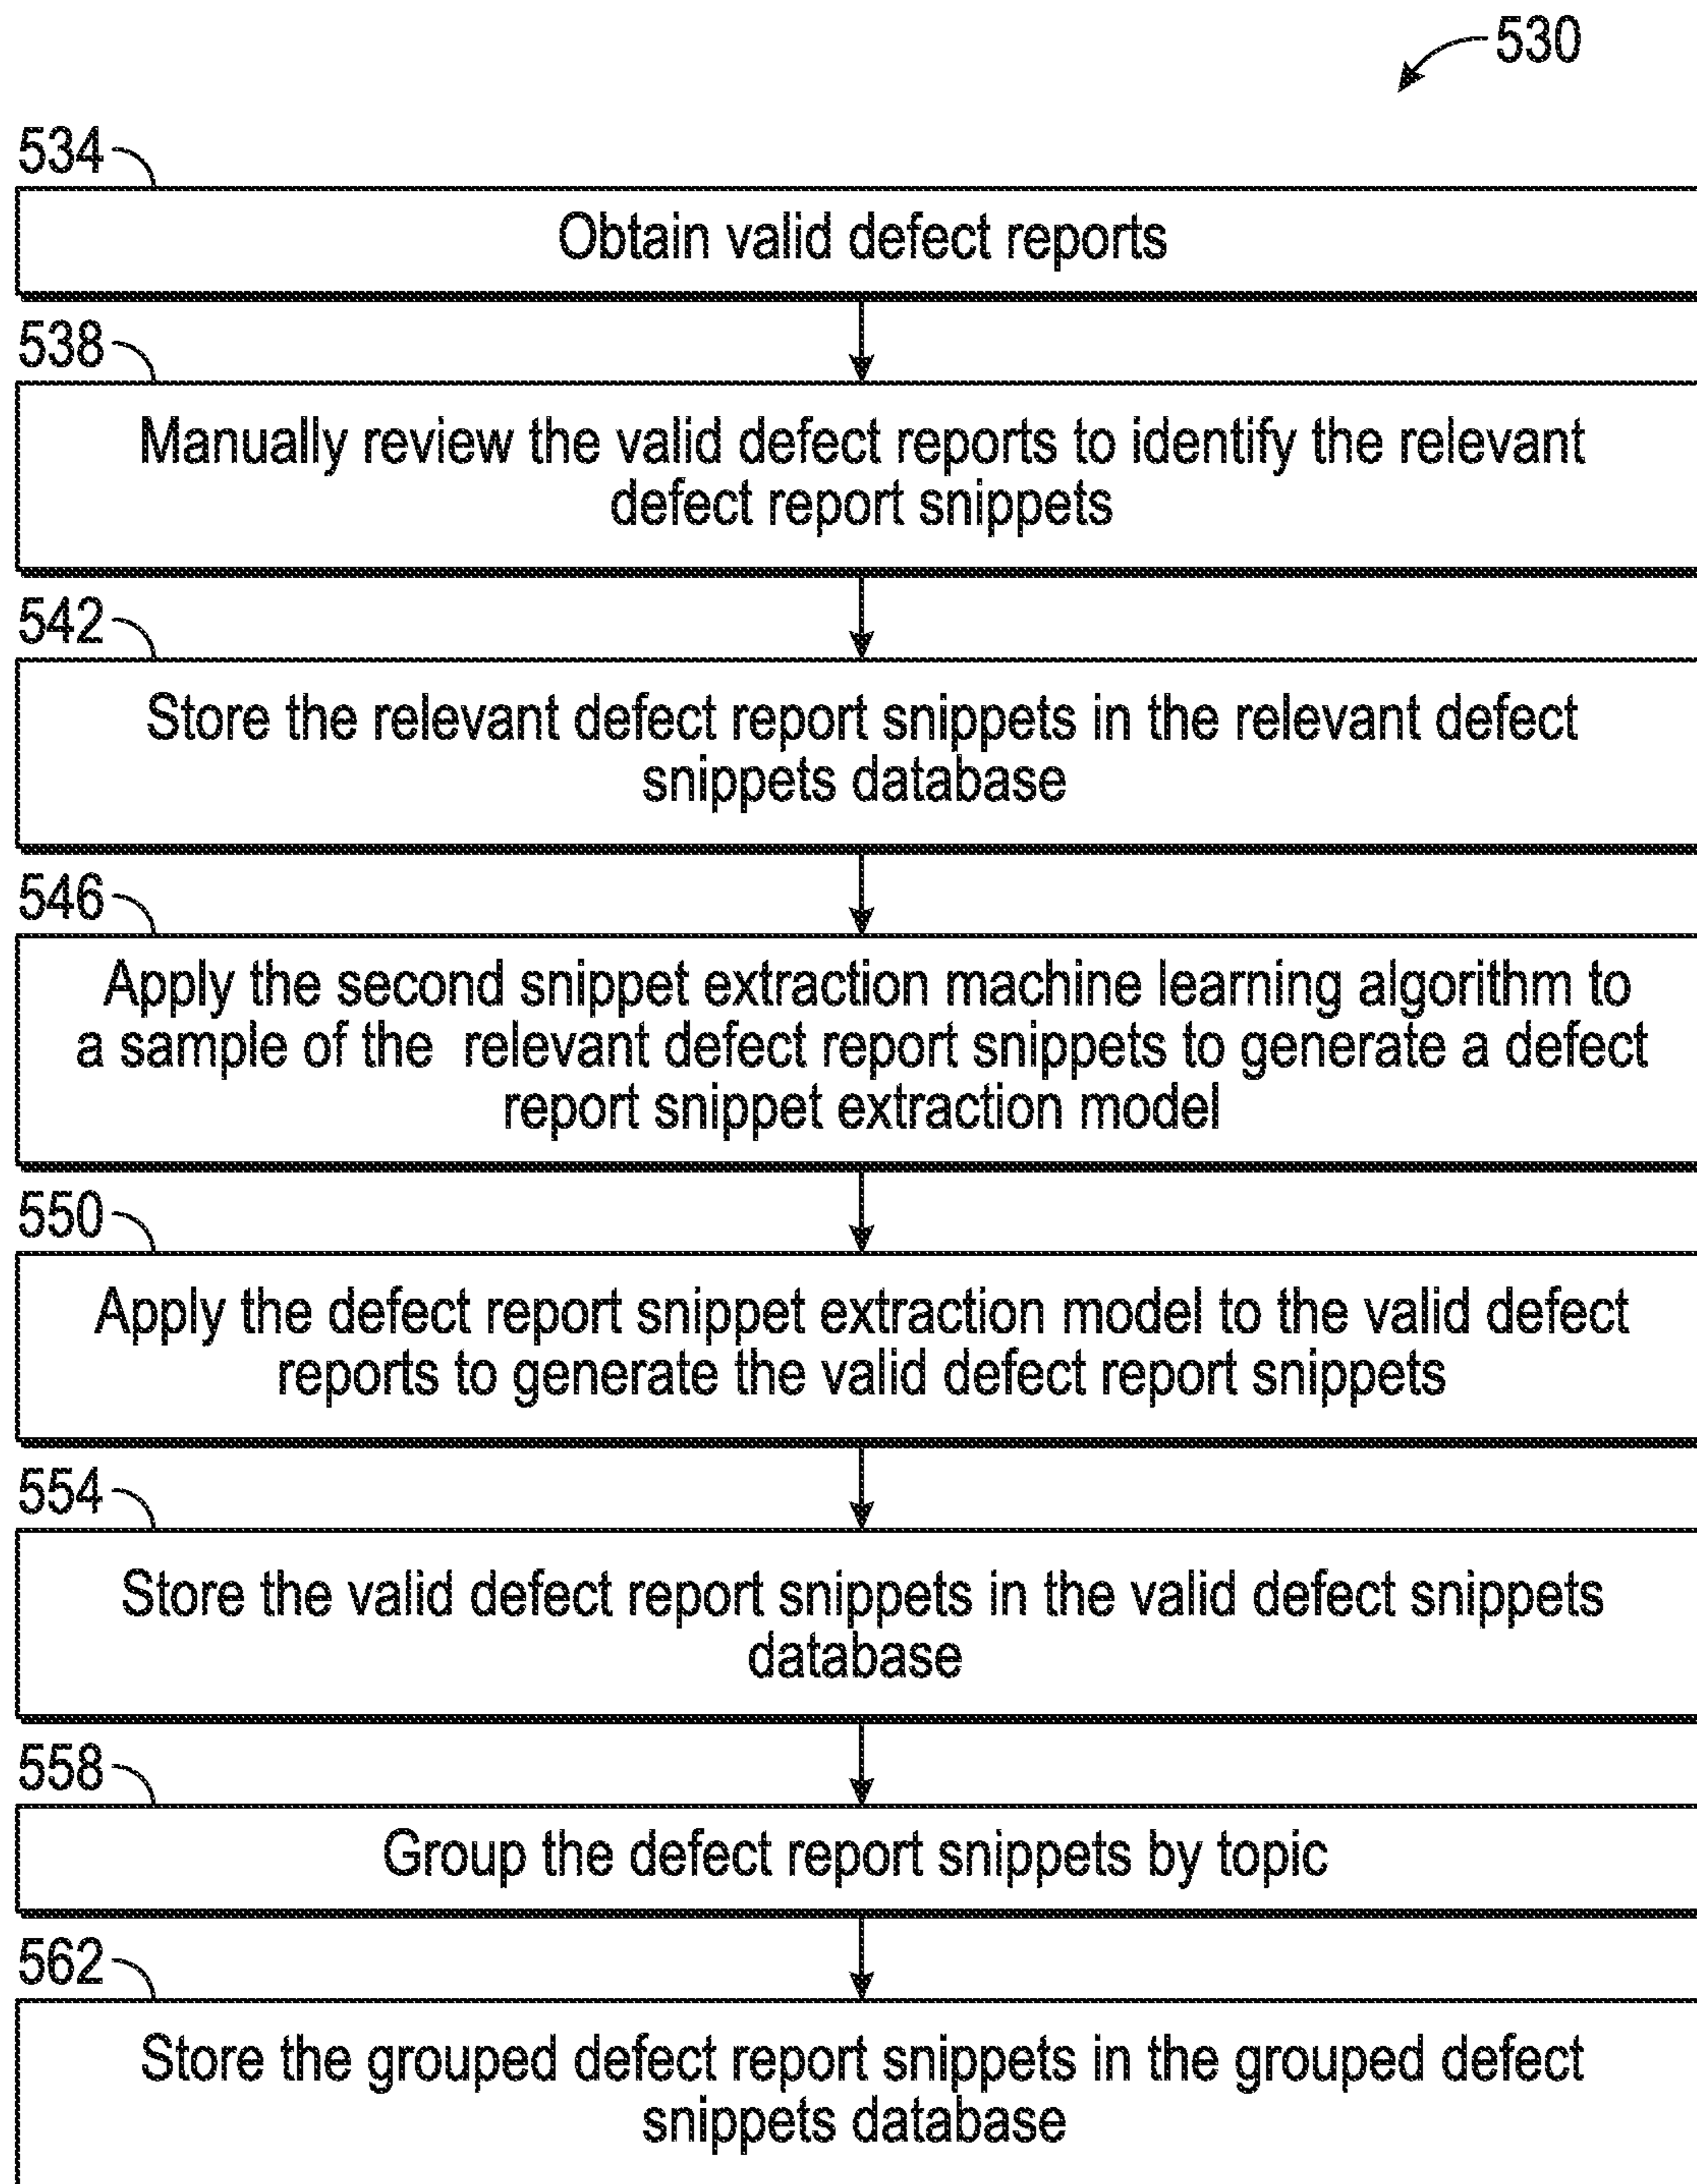 530
534
Obtain valid defect reports
538
Manually review the valid defect reports to identify the relevant
defect report snippets
542
Store the relevant defect report snippets in the relevant defect
snippets database
546
Apply the second snippet extraction machine learning algorithm to
a sample of the relevant defect report snippets to generate a defect
report snippet extraction model
550
Apply the defect report snippet extraction model to the valid defect
reports to generate the valid defect report snippets
554
Store the valid defect report snippets in the valid defect snippets
database
558
Group the defect report snippets by topic
562
Store the grouped defect report snippets in the grouped defect
snippets database